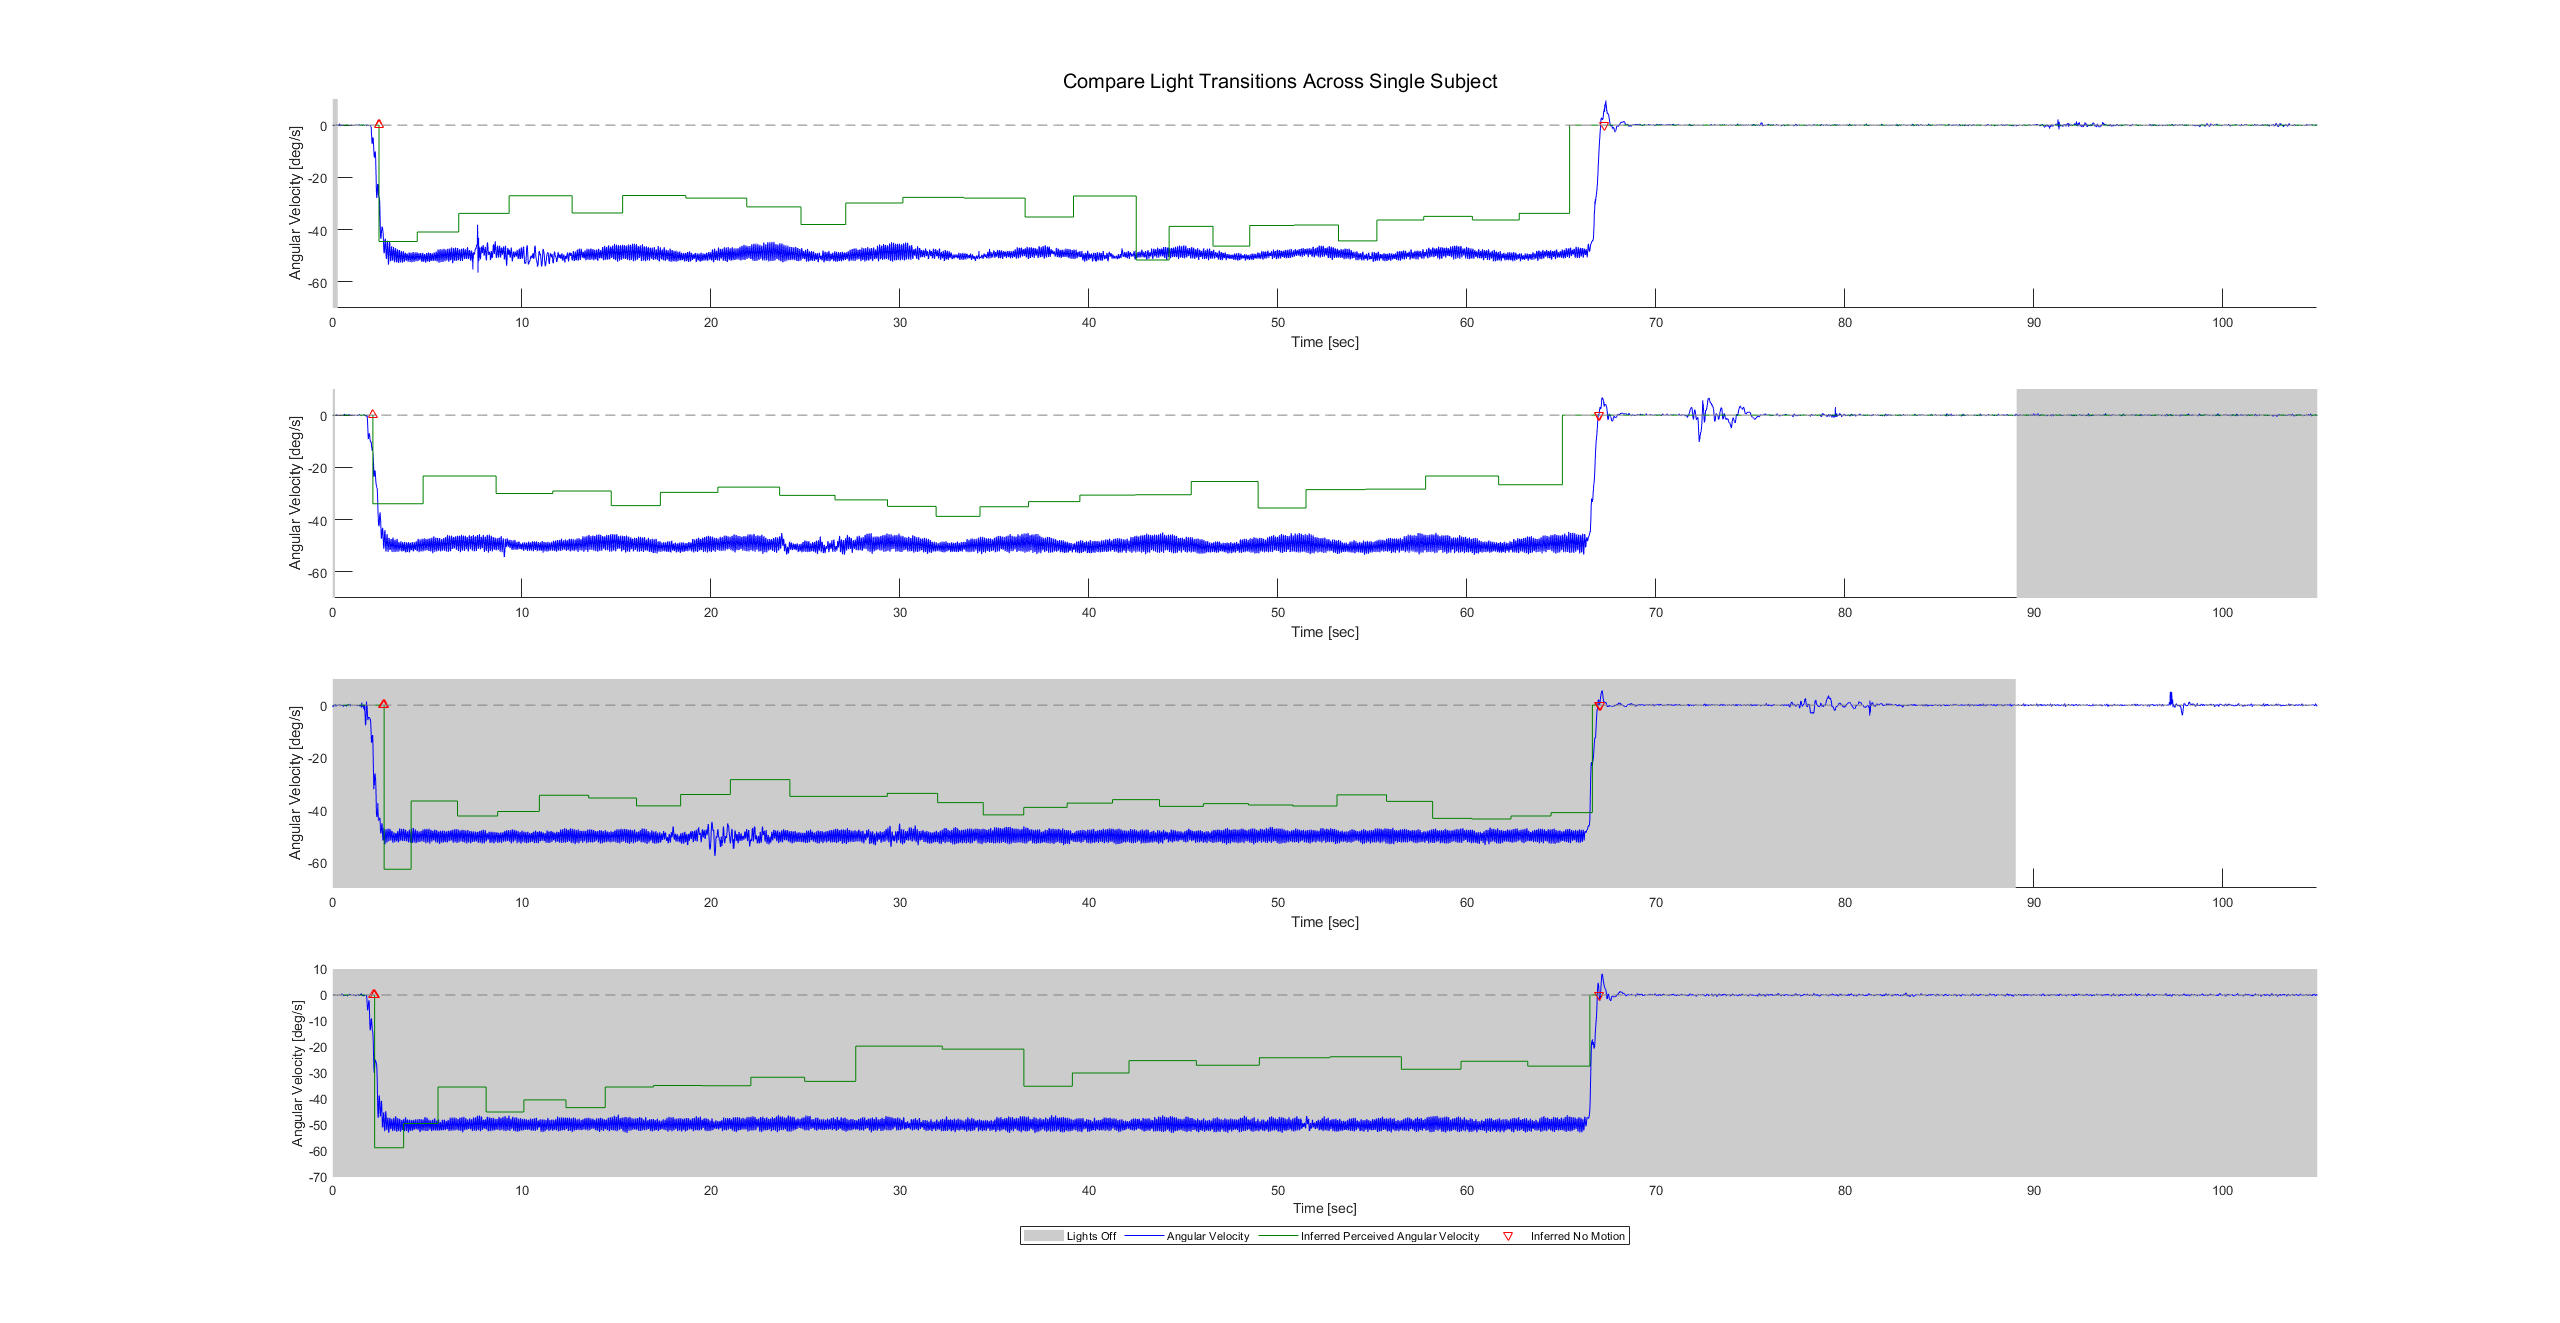 Compare Light Transitions Across Single Subject
Angular Velocity [deg/s]
0
-20
-40
-60
0 10 20 30 40 50 60 70 80 90 100
Time [sec]
Angular Velocity [deg/s]
0
-20
-40
-60
0 10 20 30 40 50 60 70 80 90 100
Time [sec]
Angular Velocity [deg/s]
0
-20
-40
-60
0 10 20 30 40 50 60 70 80 90 100
Time [sec]
Angular Velocity [deg/s]
10
0
-10
-20
-30
-40
-50
-60
-70
0 10 20 30 40 50 60 70 80 90 100
Time [sec]
Lights Off Angular Velocity Inferred Perceived Angular Velocity Inferred No Motion